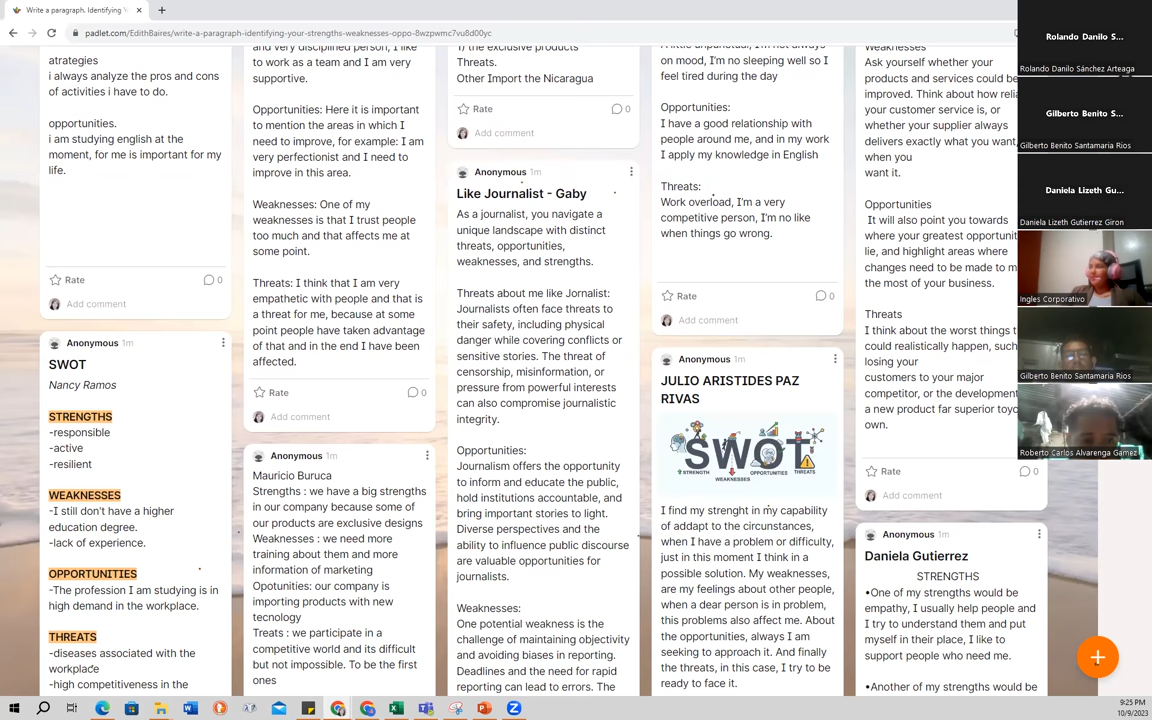 Write a paragraph. Identifying
padlet.com/EdithBaires/write-a-paragraph-identifying-your-strengths-weaknesses-oppo-8wzpwmc7vu8d00yc
atrategies
i always analyze the pros and cons
of activities i have to do.
opportunities.
i am studying english at the
moment, for me is important for my
life.
Rate
0
Add comment
Anonymous 1m
SWOT
Nancy Ramos
STRENGTHS
-responsible
-active
-resilient
WEAKNESSES
-I still don't have a higher
education degree.
-lack of experience.
OPPORTUNITIES
-The profession I am studying is in
high demand in the workplace.
THREATS
-diseases associated with the
workplace
-high competitiveness in the
and very disciplined person, I like
to work as a team and I am very
supportive.
Opportunities: Here it is important
to mention the areas in which I
need to improve, for example: I am
very perfectionist and I need to
improve in this area.
Weaknesses: One of my
weaknesses is that I trust people
too much and that affects me at
some point.
Threats: I think that I am very
empathetic with people and that is
a threat for me, because at some
point people have taken advantage
of that and in the end I have been
affected.
Rate
0
Add comment
Anonymous 1m
Mauricio Buruca
Strengths : we have a big strengths
in our company because some of
our products are exclusive designs
Weaknesses : we need more
training about them and more
information of marketing
Opotunities: our company is
importing products with new
tecnology
Treats : we participate in a
competitive world and its difficult
but not impossible. To be the first
ones
1) the exclusive products
Threats.
Other Import the Nicaragua
Rate
0
Add comment
Anonymous 1m
Like Journalist - Gaby
As a journalist, you navigate a
unique landscape with distinct
threats, opportunities,
weaknesses, and strengths.
Threats about me like Jornalist:
Journalists often face threats to
their safety, including physical
danger while covering conflicts or
sensitive stories. The threat of
censorship, misinformation, or
pressure from powerful interests
can also compromise journalistic
integrity.
Opportunities:
Journalism offers the opportunity
to inform and educate the public,
hold institutions accountable, and
bring important stories to light.
Diverse perspectives and the
ability to influence public discourse
are valuable opportunities for
journalists.
Weaknesses:
One potential weakness is the
challenge of maintaining objectivity
and avoiding biases in reporting.
Deadlines and the need for rapid
reporting can lead to errors. The
A little unpunctual, I'm not always
on mood, I'm no sleeping well so I
feel tired during the day
Opportunities:
I have a good relationship with
people around me, and in my work
I apply my knowledge in English
Threats:
Work overload, I'm a very
competitive person, I'm no like
when things go wrong.
Rate
0
Add comment
Anonymous 1m
JULIO ARISTIDES PAZ
RIVAS
SWOT
STRENGTH
WEAKNESSES
OPPORTUNITIES
THREATS
I find my strenght in my capability
of addapt to the circumstances,
when I have a problem or difficulty,
just in this moment I think in a
possible solution. My weaknesses,
are my feelings about other people,
when a dear person is in problem,
this problems also affect me. About
the opportunities, always I am
seeking to approach it. And finally
the threats, in this case, I try to be
ready to face it.
Weaknesses
Ask yourself whether your
products and services could be
improved. Think about how relia
your customer service is, or
whether your supplier always
delivers exactly what you want,
when you
want it.
Opportunities
It will also point you towards
where your greatest opportunit
lie, and highlight areas where
changes need to be made to m
the most of your business.
Threats
I think about the worst things t
could realistically happen, such
losing your
customers to your major
competitor, or the development
a new product far superior toyo
own.
Rate
0
Add comment
Anonymous 1m
Daniela Gutierrez
STRENGTHS
•One of my strengths would be
empathy, I usually help people and
I try to understand them and put
myself in their place, I like to
support people who need me.
•Another of my strengths would be
Rolando Danilo S...
Rolando Danilo Sánchez Arteaga
Gilberto Benito S...
Gilberto Benito Santamaria Rios
Daniela Lizeth Gu...
Daniela Lizeth Gutierrez Giron
Ingles Corporativo
Gilberto Benito Santamaria Rios
Roberto Carlos Alvarenga Gamez
9:25 PM
10/9/2023